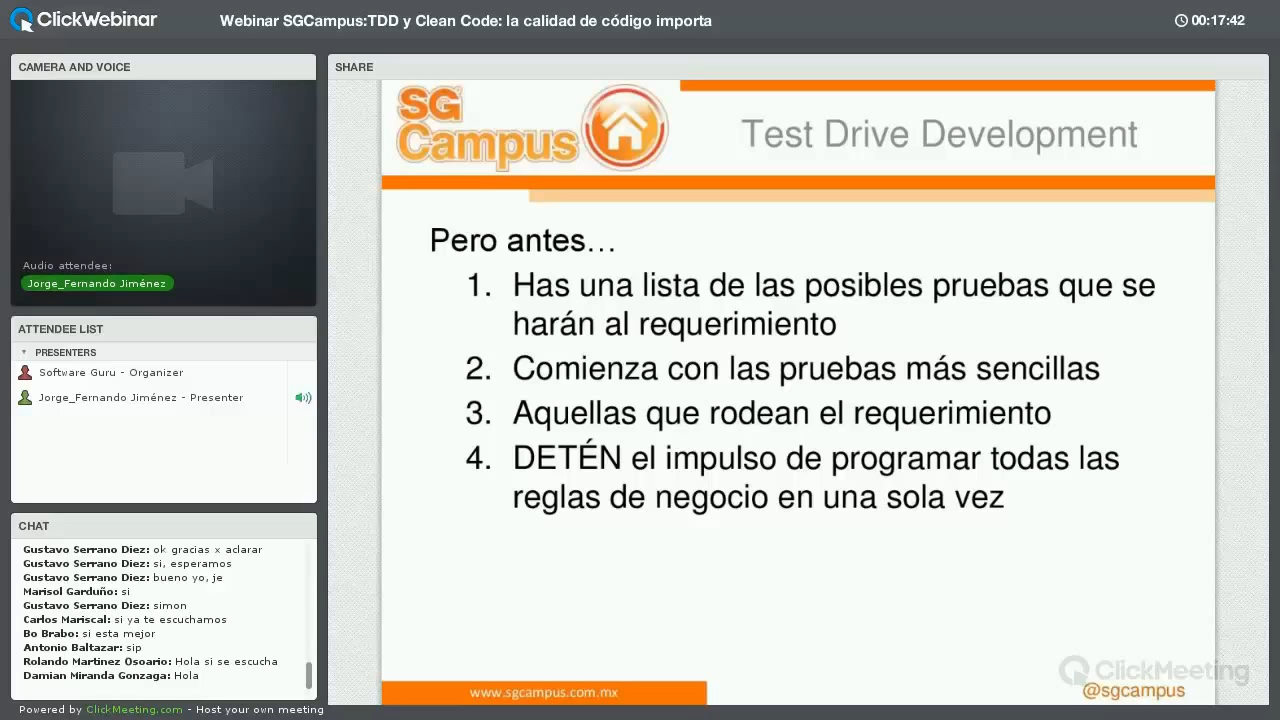 ClickWebinar
Webinar SGCampus:TDD y Clean Code: la calidad de código importa
00:17:42
CAMERA AND VOICE
Audio attendee:
Jorge_Fernando Jiménez
ATTENDEE LIST
PRESENTERS
Software Guru - Organizer
Jorge_Fernando Jiménez - Presenter
CHAT
Gustavo Serrano Diez: ok gracias x aclarar
Gustavo Serrano Diez: si, esperamos
Gustavo Serrano Diez: bueno yo, je
Marisol Garduño: si
Gustavo Serrano Diez: simon
Carlos Mariscal: si ya te escuchamos
Bo Brabo: si esta mejor
Antonio Baltazar: sip
Rolando Martinez Osoario: Hola si se escucha
Damian Miranda Gonzaga: Hola
Powered by ClickMeeting.com - Host your own meeting
SHARE
SG
Campus
Test Drive Development
Pero antes…
1. Has una lista de las posibles pruebas que se
harán al requerimiento
2. Comienza con las pruebas más sencillas
3. Aquellas que rodean el requerimiento
4. DETÉN el impulso de programar todas las
reglas de negocio en una sola vez
www.sgcampus.com.mx
ClickMeeting
@sgcampus